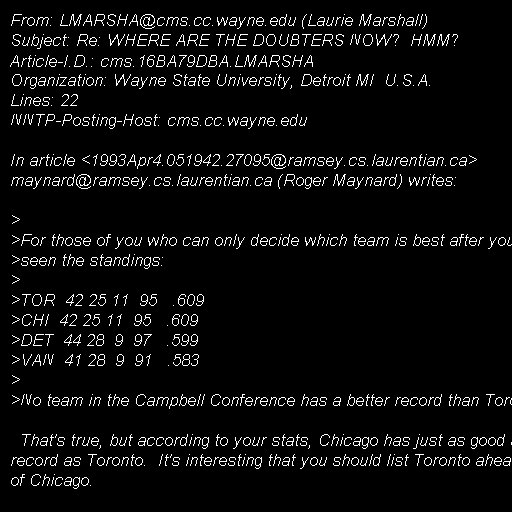 From: LMARSHA@cms.cc.wayne.edu (Laurie Marshall)
Subject: Re: WHERE ARE THE DOUBTERS NOW?  HMM?
Article-I.D.: cms.16BA79DBA.LMARSHA
Organization: Wayne State University, Detroit MI  U.S.A.
Lines: 22
NNTP-Posting-Host: cms.cc.wayne.edu
In article <1993Apr4.051942.27095@ramsey.cs.laurentian.ca>
maynard@ramsey.cs.laurentian.ca (Roger Maynard) writes:
>
>For those of you who can only decide which team is best after you
>seen the standings:
>
>TOR  42 25 11  95   .609
>CHI  42 25 11  95   .609
>DET  44 28  9  97   .599
>VAN  41 28  9  91   .583
>
>No team in the Campbell Conference has a better record than Toro
That's true, but according to your stats, Chicago has just as good a
record as Toronto.  It's interesting that you should list Toronto ahea
of Chicago.